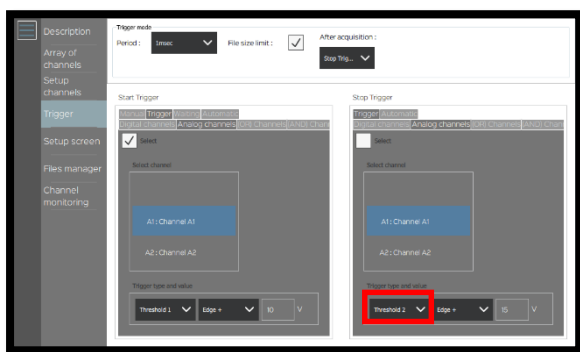 Description
Array of
channels
Setup
channels
Trigger
Setup screen
Files manager
Channel
monitoring
Trigger mode
Period : 1msec File size limit : After acquisition :
Stop Trig...
Start Trigger
Manual Trigger Waiting Automatic
Digital channels Analog channels (OR) Channels (AND) Chan
Select
Select channel
A1 : Channel A1
A2 : Channel A2
Trigger type and value
Threshold 1 Edge + 10 V
Stop Trigger
Trigger Automatic
Digital channels Analog channels (OR) Channels (AND) Chan
Select
Select channel
A1 : Channel A1
A2 : Channel A2
Trigger type and value
Threshold 2 Edge + 15 V